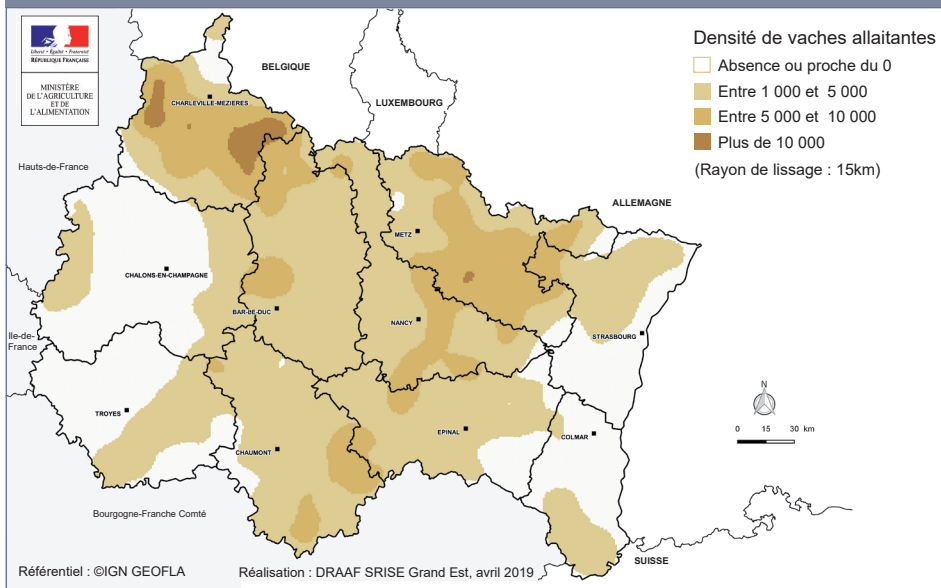 Liberté • Égalité • Fraternité
RÉPUBLIQUE FRANÇAISE
MINISTÈRE
DE L'AGRICULTURE
ET DE
L'ALIMENTATION
Densité de vaches allaitantes
Absence ou proche du 0
Entre 1 000 et 5 000
Entre 5 000 et 10 000
Plus de 10 000
(Rayon de lissage : 15km)
BELGIQUE
LUXEMBOURG
CHARLEVILLE-MEZIERES
Hauts-de-France
ALLEMAGNE
METZ
CHALONS-EN-CHAMPAGNE
BAR-LE-DUC
NANCY
Ile-de-
France
STRASBOURG
TROYES
EPINAL
COLMAR
CHAUMONT
N
0 15 30 km
Bourgogne-Franche Comté
SUISSE
Référentiel : ©IGN GEOFLA
Réalisation : DRAAF SRISE Grand Est, avril 2019